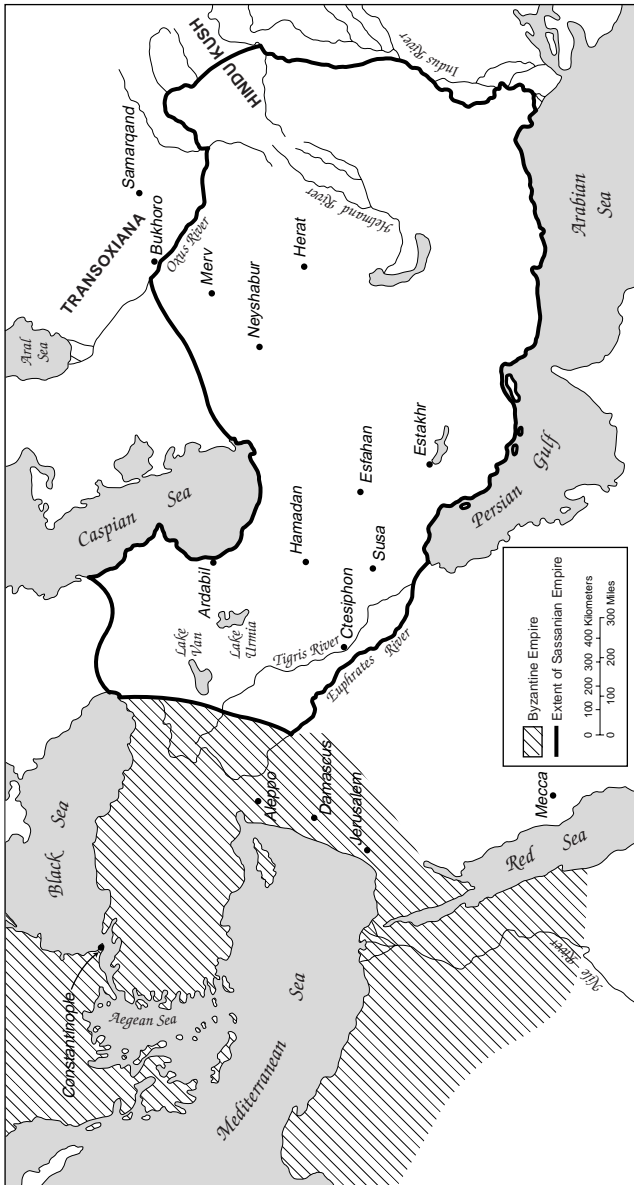 Black
Sea
Constantinople
Aegean Sea
Mediterranean
Sea
Aleppo
Damascus
Jerusalem
Nile River
Red
Sea
Mecca
Caspian
Sea
Aral
Sea
TRANSOXIANA
Samarqand
Bukhoro
Oxus River
Merv
Neyshabur
Herat
HINDU KUSH
Indus River
Helmand River
Lake
Van
Lake
Urmia
Ardabil
Hamadan
Tigris River
Ctesiphon
Euphrates River
Susa
Esfahan
Estakhr
Persian Gulf
Arabian
Sea
Byzantine Empire
Extent of Sassanian Empire
0 100 200 300 400 Kilometers
0 100 200 300 Miles